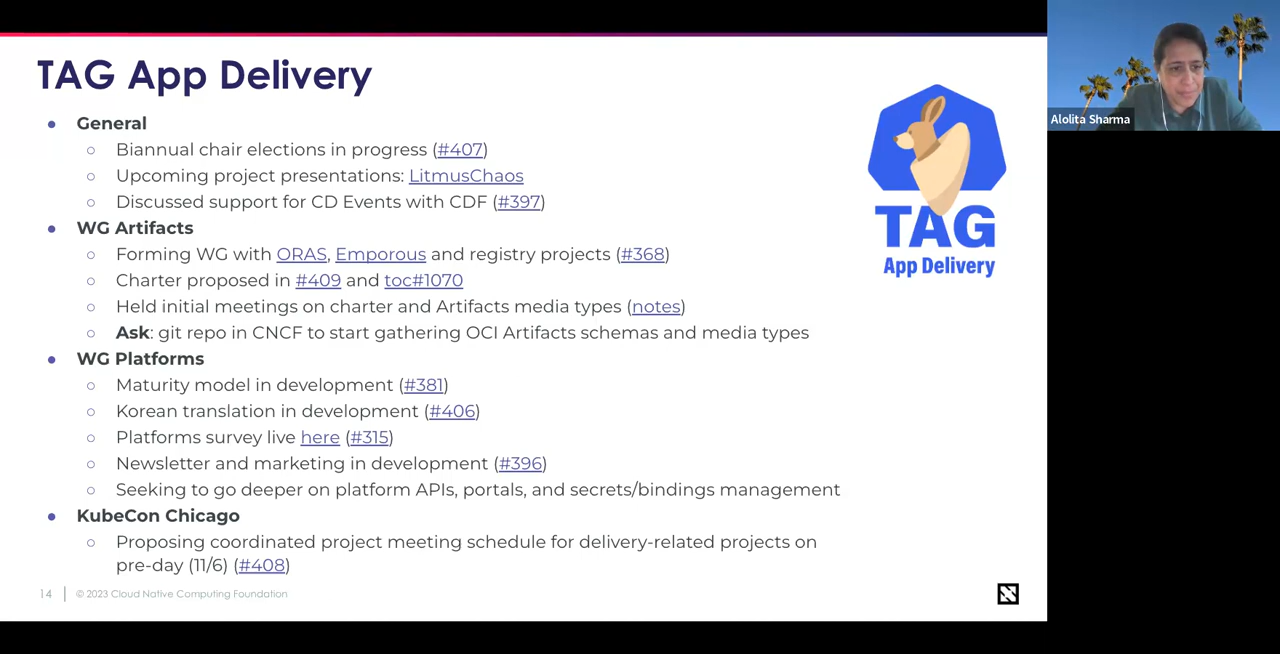 TAG App Delivery
● General
○ Biannual chair elections in progress (#407)
○ Upcoming project presentations: LitmusChaos
○ Discussed support for CD Events with CDF (#397)
● WG Artifacts
○ Forming WG with ORAS, Emporous and registry projects (#368)
○ Charter proposed in #409 and toc#1070
○ Held initial meetings on charter and Artifacts media types (notes)
○ Ask: git repo in CNCF to start gathering OCI Artifacts schemas and media types
● WG Platforms
○ Maturity model in development (#381)
○ Korean translation in development (#406)
○ Platforms survey live here (#315)
○ Newsletter and marketing in development (#396)
○ Seeking to go deeper on platform APIs, portals, and secrets/bindings management
● KubeCon Chicago
○ Proposing coordinated project meeting schedule for delivery-related projects on
pre-day (11/6) (#408)
14 © 2023 Cloud Native Computing Foundation
TAG
App Delivery
Alolita Sharma